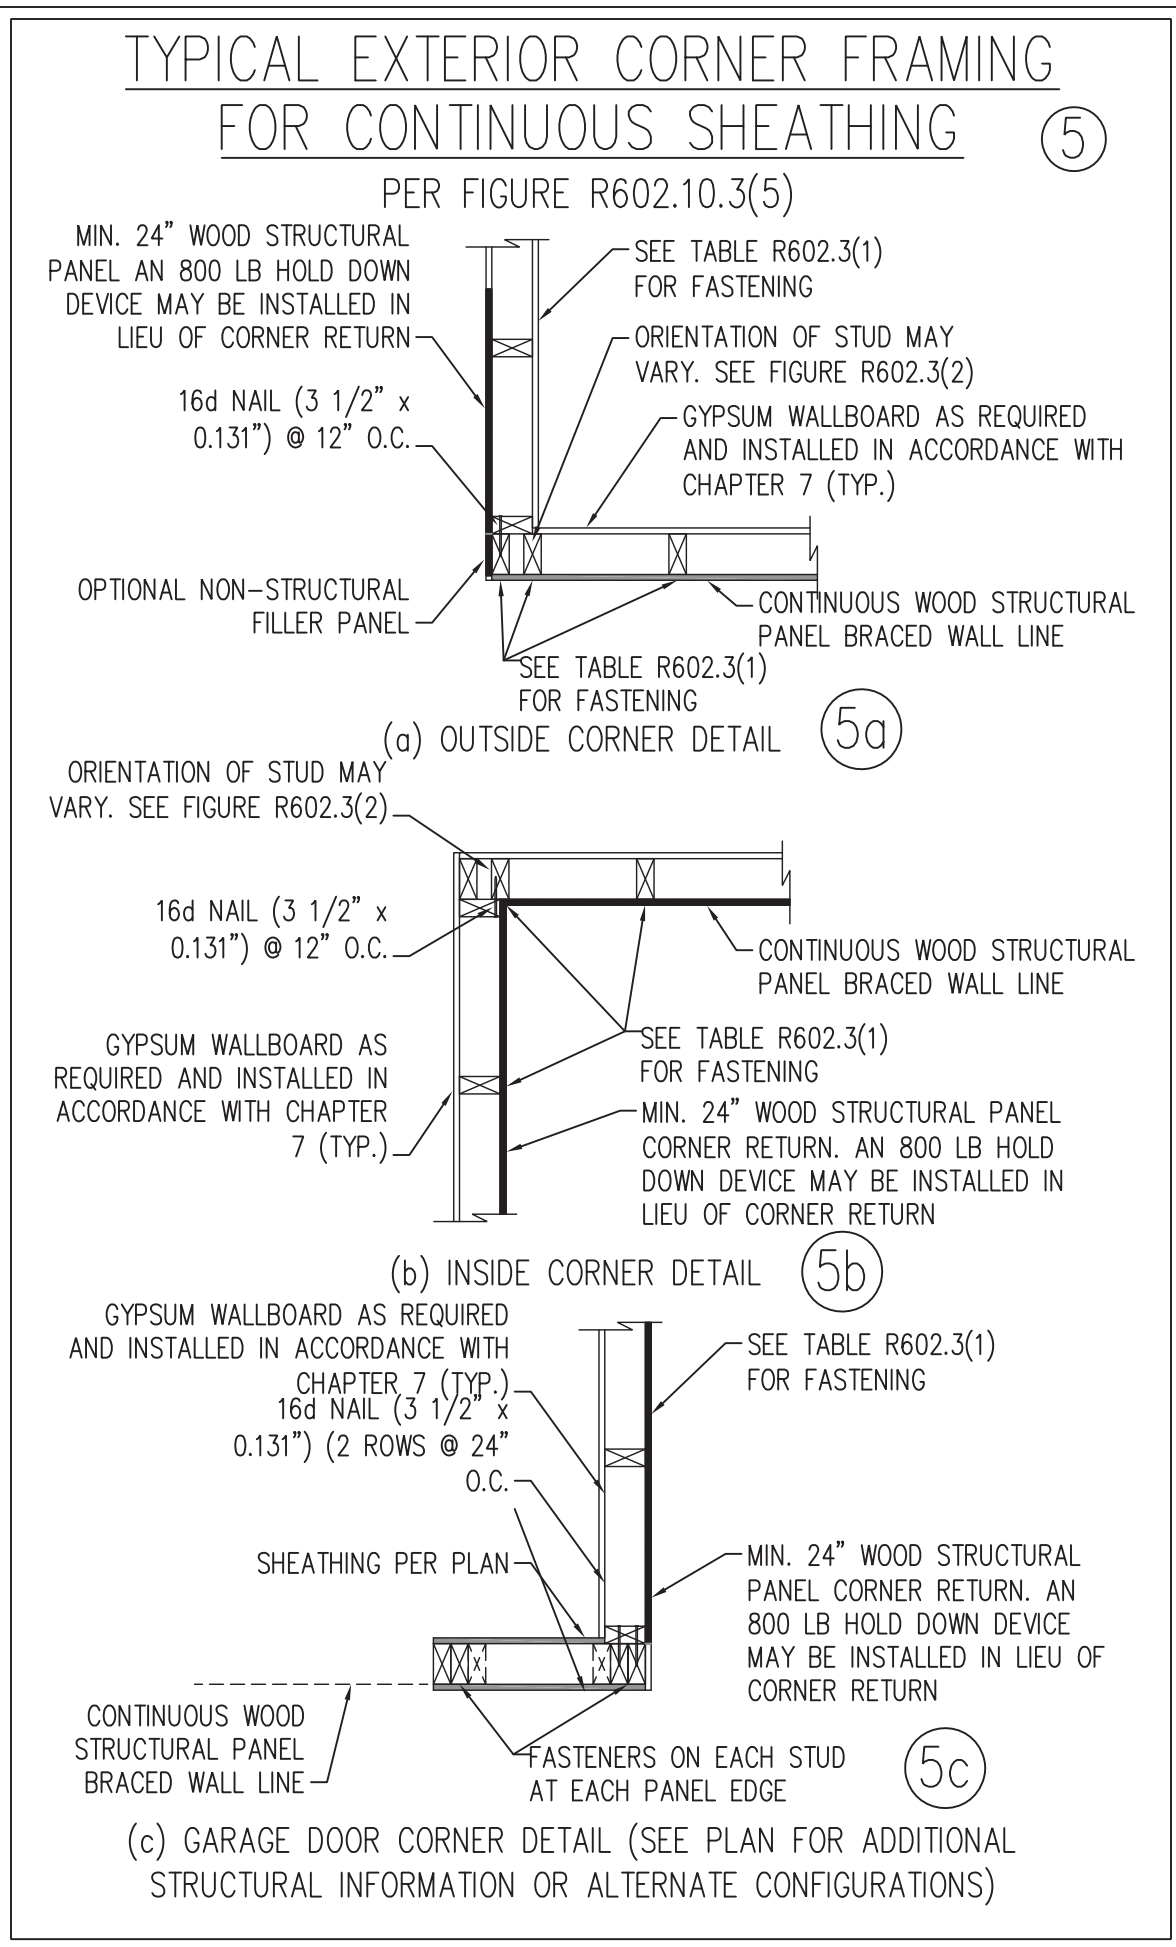 TYPICAL EXTERIOR CORNER FRAMING
FOR CONTINUOUS SHEATHING
5
PER FIGURE R602.10.3(5)
MIN. 24” WOOD STRUCTURAL
PANEL AN 800 LB HOLD DOWN
DEVICE MAY BE INSTALLED IN
LIEU OF CORNER RETURN
16d NAIL (3 1/2” x
0.131”) @ 12” O.C.
OPTIONAL NON-STRUCTURAL
FILLER PANEL
SEE TABLE R602.3(1)
FOR FASTENING
ORIENTATION OF STUD MAY
VARY. SEE FIGURE R602.3(2)
GYPSUM WALLBOARD AS REQUIRED
AND INSTALLED IN ACCORDANCE WITH
CHAPTER 7 (TYP.)
CONTINUOUS WOOD STRUCTURAL
PANEL BRACED WALL LINE
SEE TABLE R602.3(1)
FOR FASTENING
(a) OUTSIDE CORNER DETAIL
5a
ORIENTATION OF STUD MAY
VARY. SEE FIGURE R602.3(2)
16d NAIL (3 1/2” x
0.131”) @ 12” O.C.
GYPSUM WALLBOARD AS
REQUIRED AND INSTALLED IN
ACCORDANCE WITH CHAPTER
7 (TYP.)
CONTINUOUS WOOD STRUCTURAL
PANEL BRACED WALL LINE
SEE TABLE R602.3(1)
FOR FASTENING
MIN. 24” WOOD STRUCTURAL PANEL
CORNER RETURN. AN 800 LB HOLD
DOWN DEVICE MAY BE INSTALLED IN
LIEU OF CORNER RETURN
(b) INSIDE CORNER DETAIL
5b
GYPSUM WALLBOARD AS REQUIRED
AND INSTALLED IN ACCORDANCE WITH
CHAPTER 7 (TYP.)
16d NAIL (3 1/2” x
0.131”) (2 ROWS @ 24”
O.C.
SHEATHING PER PLAN
CONTINUOUS WOOD
STRUCTURAL PANEL
BRACED WALL LINE
SEE TABLE R602.3(1)
FOR FASTENING
MIN. 24” WOOD STRUCTURAL
PANEL CORNER RETURN. AN
800 LB HOLD DOWN DEVICE
MAY BE INSTALLED IN LIEU OF
CORNER RETURN
FASTENERS ON EACH STUD
AT EACH PANEL EDGE
5c
(c) GARAGE DOOR CORNER DETAIL (SEE PLAN FOR ADDITIONAL
STRUCTURAL INFORMATION OR ALTERNATE CONFIGURATIONS)